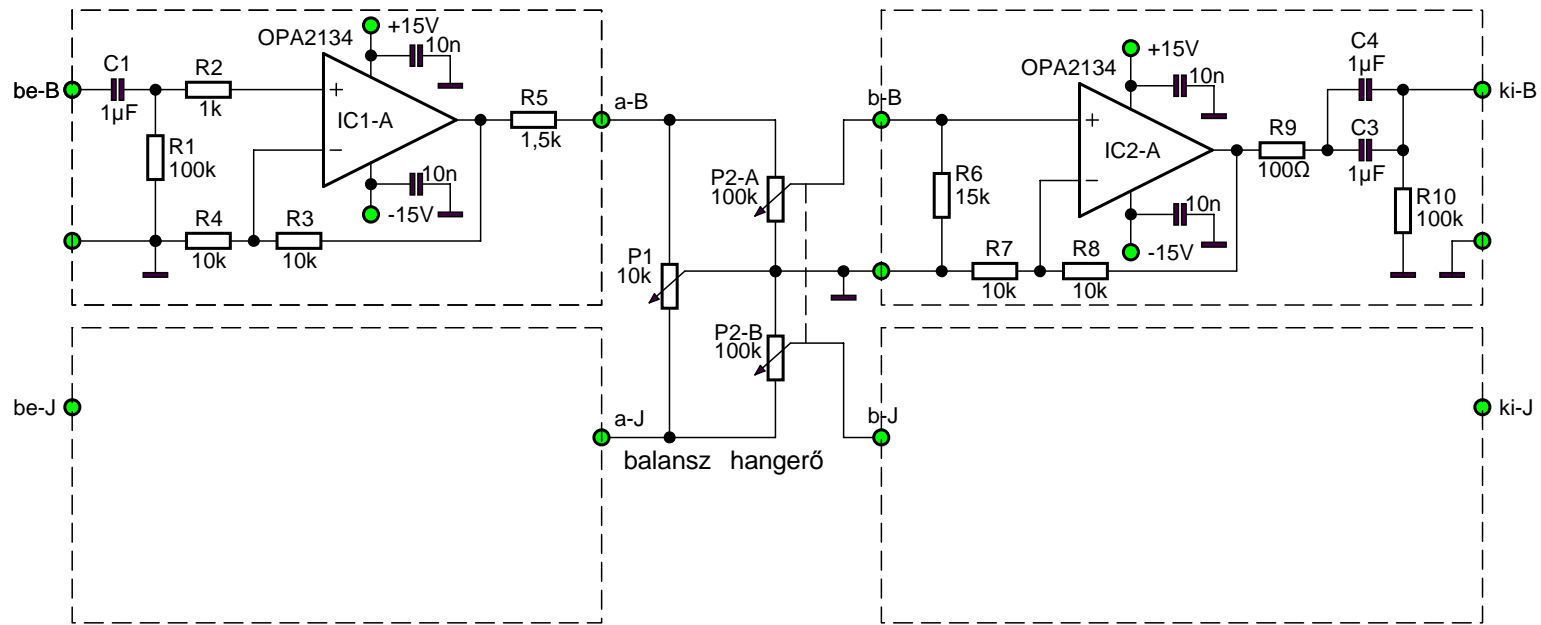 OPA2134
+15V
10n
C1
1µF
R2
1k
be-B
+
IC1-A
−
R5
1,5k
a-B
R1
100k
10n
-15V
R4
10k
R3
10k
P2-A
100k
P1
10k
P2-B
100k
b-B
OPA2134
+15V
10n
C4
1µF
ki-B
+
IC2-A
−
R9
100Ω
C3
1µF
R6
15k
10n
-15V
R10
100k
R7
10k
R8
10k
be-J
a-J
b-J
ki-J
balansz
hangerő